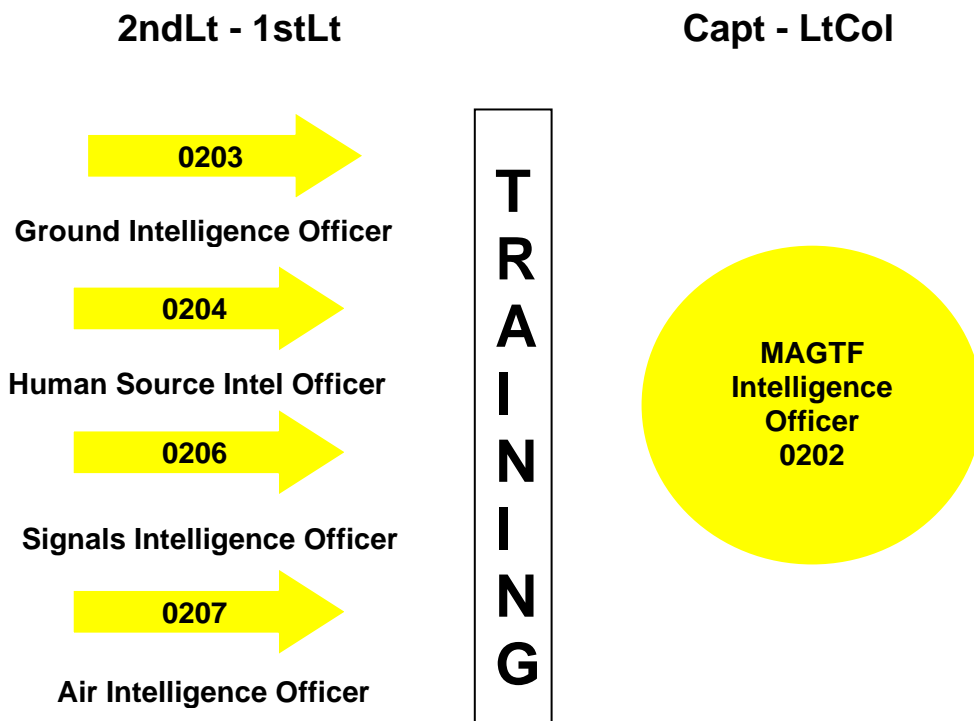 2ndLt - 1stLt
Capt - LtCol
0203
Ground Intelligence Officer
0204
Human Source Intel Officer
0206
Signals Intelligence Officer
0207
Air Intelligence Officer
T
R
A
I
N
I
N
G
MAGTF
Intelligence
Officer
0202